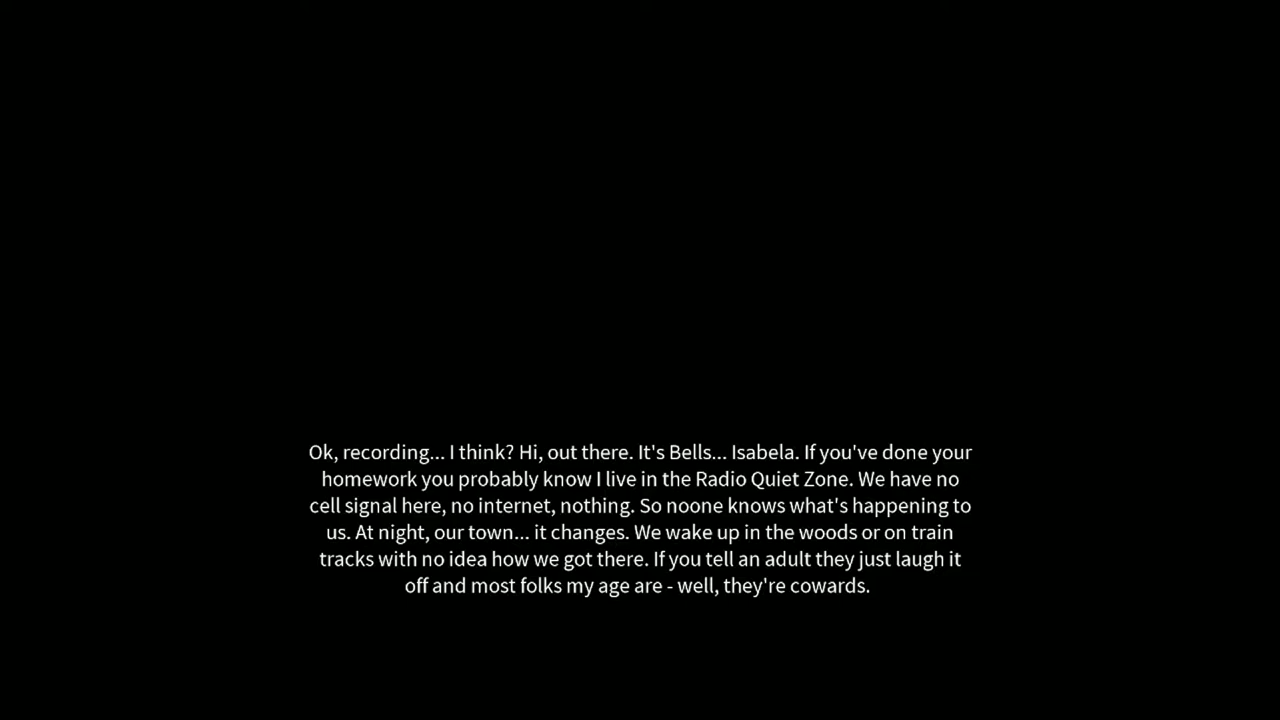 Ok, recording... I think? Hi, out there. It's Bells... Isabela. If you've done your
homework you probably know I live in the Radio Quiet Zone. We have no
cell signal here, no internet, nothing. So noone knows what's happening to
us. At night, our town... it changes. We wake up in the woods or on train
tracks with no idea how we got there. If you tell an adult they just laugh it
off and most folks my age are - well, they're cowards.